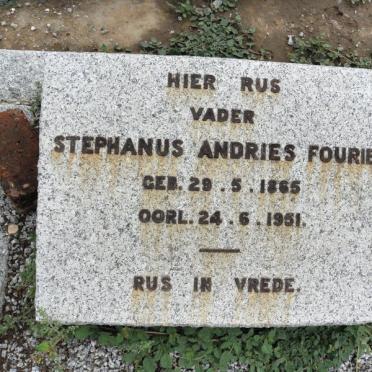 HIER RUS
VADER
STEPHANUS ANDRIES FOURIE
GEB. 29. 5. 1865
OORL. 24. 6. 1951.
RUS IN VREDE.